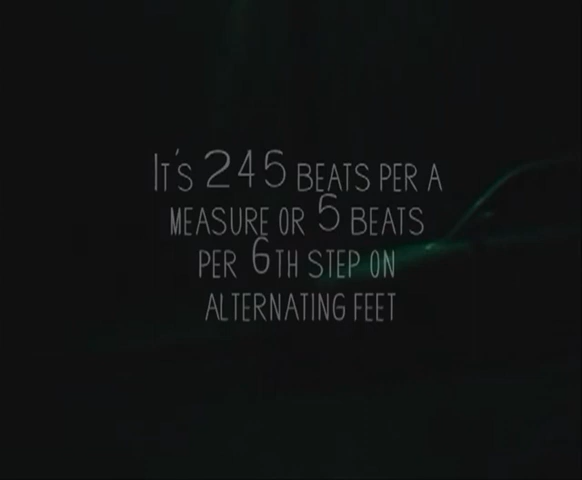 It's 245 beats per a
measure or 5 beats
per 6th step on
alternating feet